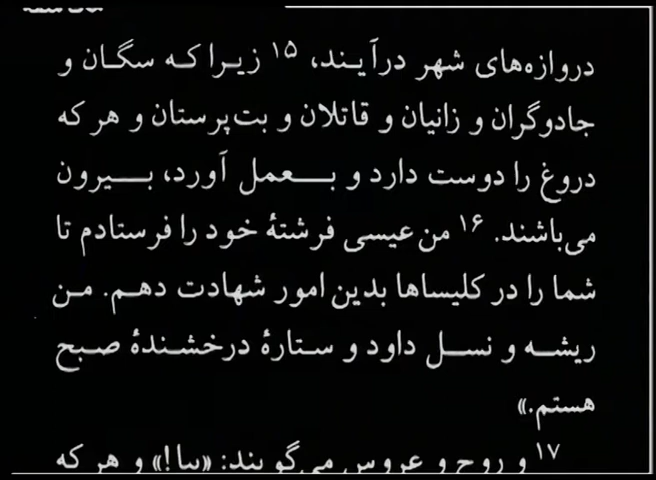 دروازه‌های شهر درآیند، ۱۵ زیرا که سگان و
جادوگران و زانیان و قاتلان و بت‌پرستان و هر که
دروغ را دوست دارد و بعمل آورد، بیرون
می‌باشند. ۱۶ من عیسی فرشتهٔ خود را فرستادم تا
شما را در کلیساها بدین امور شهادت دهم. من
ریشه و نسل داود و ستارهٔ درخشندهٔ صبح
هستم.»
۱۷ و روح و عروس می‌گویند: «بیا!» و هر که